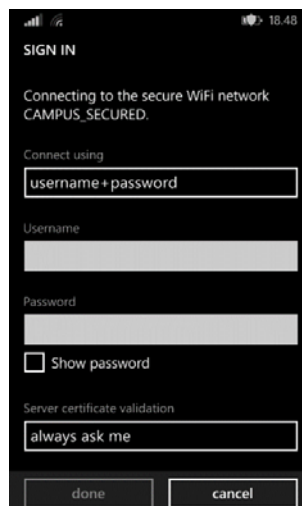 18.48
SIGN IN
Connecting to the secure WiFi network
CAMPUS_SECURED.
Connect using
username+password
Username
Password
Show password
Server certificate validation
always ask me
done
cancel